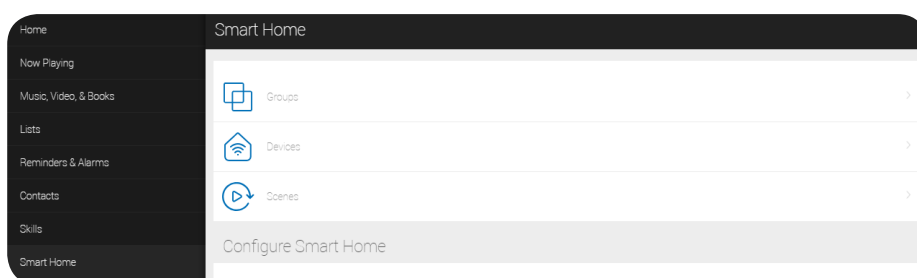 Home
Now Playing
Music, Video, & Books
Lists
Reminders & Alarms
Contacts
Skills
Smart Home
Smart Home
Groups
Devices
Scenes
Configure Smart Home